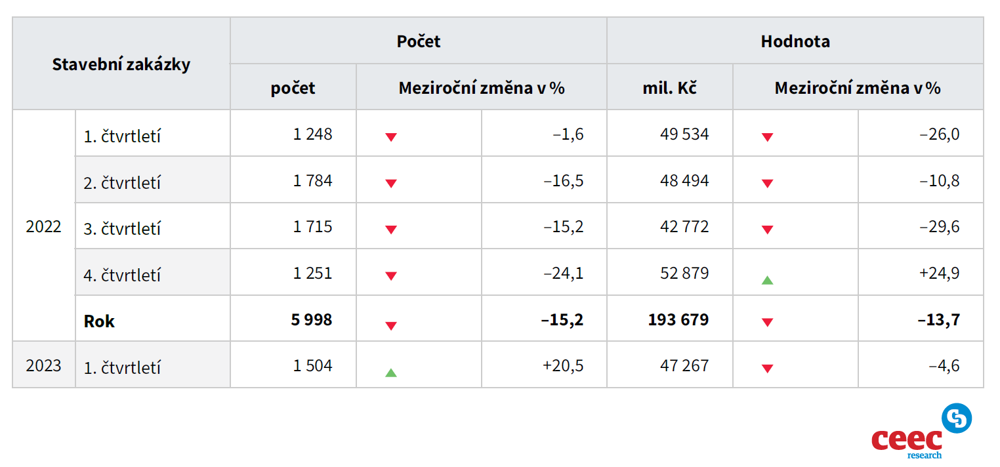 Stavební zakázky Počet Hodnota
počet Meziroční změna v % mil. Kč Meziroční změna v %
2022 1. čtvrtletí 1 248 –1,6 49 534 –26,0
2. čtvrtletí 1 784 –16,5 48 494 –10,8
3. čtvrtletí 1 715 –15,2 42 772 –29,6
4. čtvrtletí 1 251 –24,1 52 879 +24,9
Rok 5 998 –15,2 193 679 –13,7
2023 1. čtvrtletí 1 504 +20,5 47 267 –4,6
ceec
research